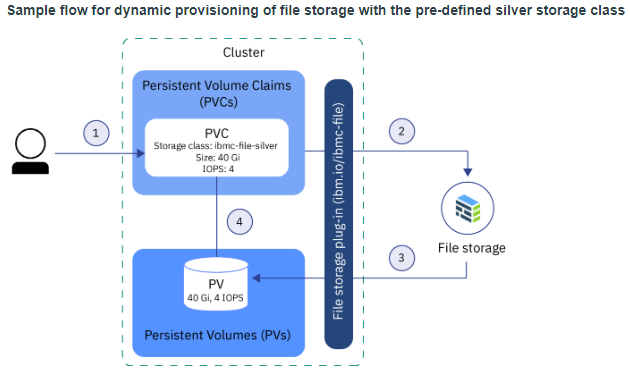 Sample flow for dynamic provisioning of file storage with the pre-defined silver storage class
Cluster
Persistent Volume Claims
(PVCs)
1
PVC
Storage class: ibmc-file-silver
Size: 40 Gi
IOPS: 4
File storage plug-in (ibm.io/ibmc-file)
2
4
File storage
3
PV
40 Gi, 4 IOPS
Persistent Volumes (PVs)